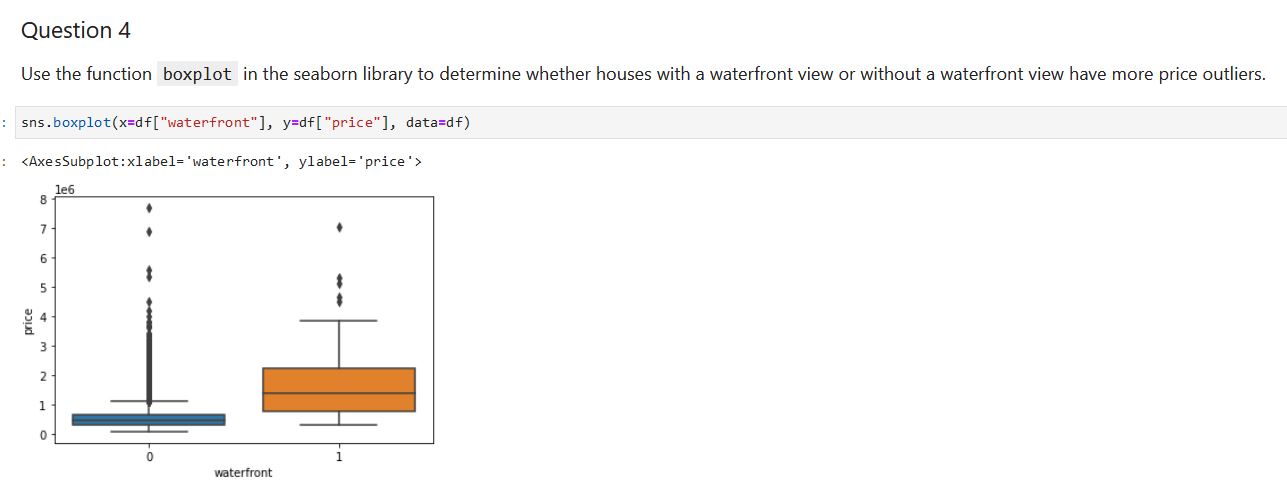 Question 4
Use the function boxplot in the seaborn library to determine whether houses with a waterfront view or without a waterfront view have more price outliers.
: sns.boxplot(x=df["waterfront"], y=df["price"], data=df)
: <AxesSubplot:xlabel='waterfront', ylabel='price'>
1e6
8
7
6
5
4
3
2
1
0
price
0 1
waterfront